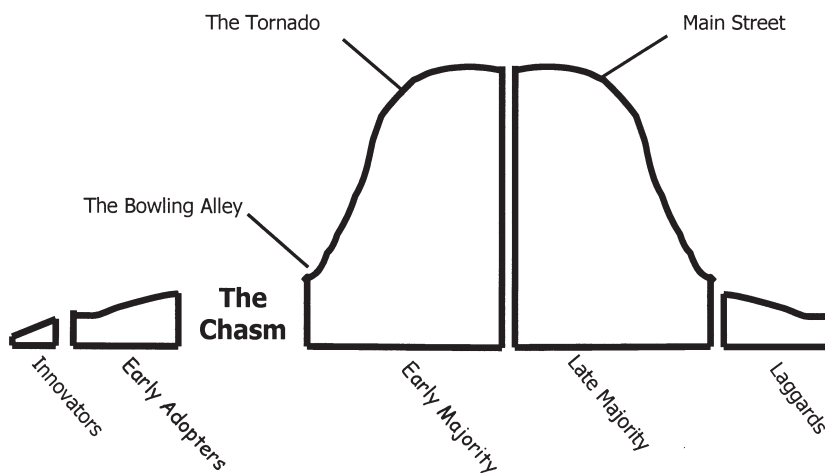 The Tornado
Main Street
The Bowling Alley
The
Chasm
Innovators
Early Adopters
Early Majority
Late Majority
Laggards